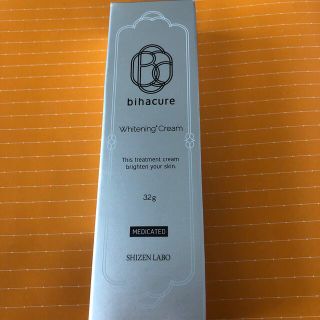 BC
bihacure
Whitening*Cream
This treatment cream
brighten your skin.
32g
MEDICATED
SHIZEN LABO